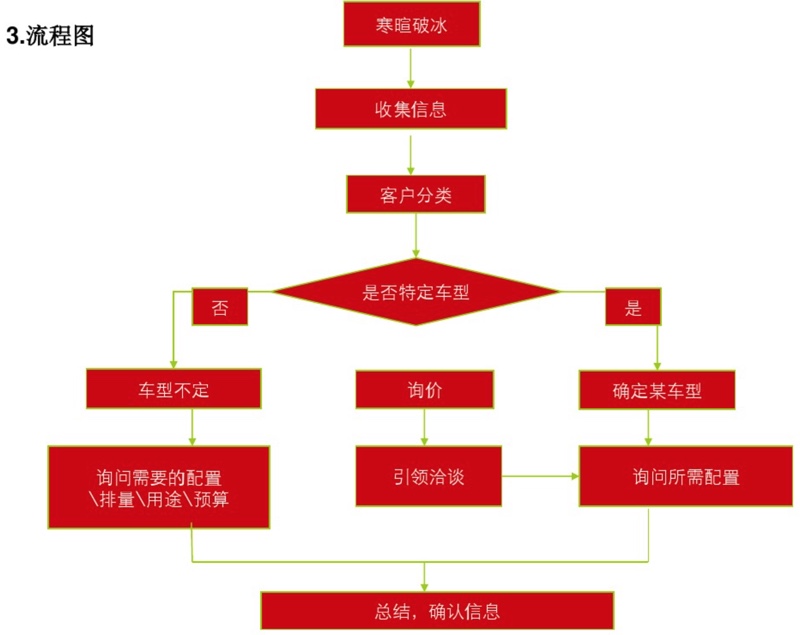 3.流程图
寒暄破冰
收集信息
客户分类
是否特定车型
否
是
车型不定
询价
确定某车型
询问需要的配置
\排量\用途\预算
引领洽谈
询问所需配置
总结，确认信息